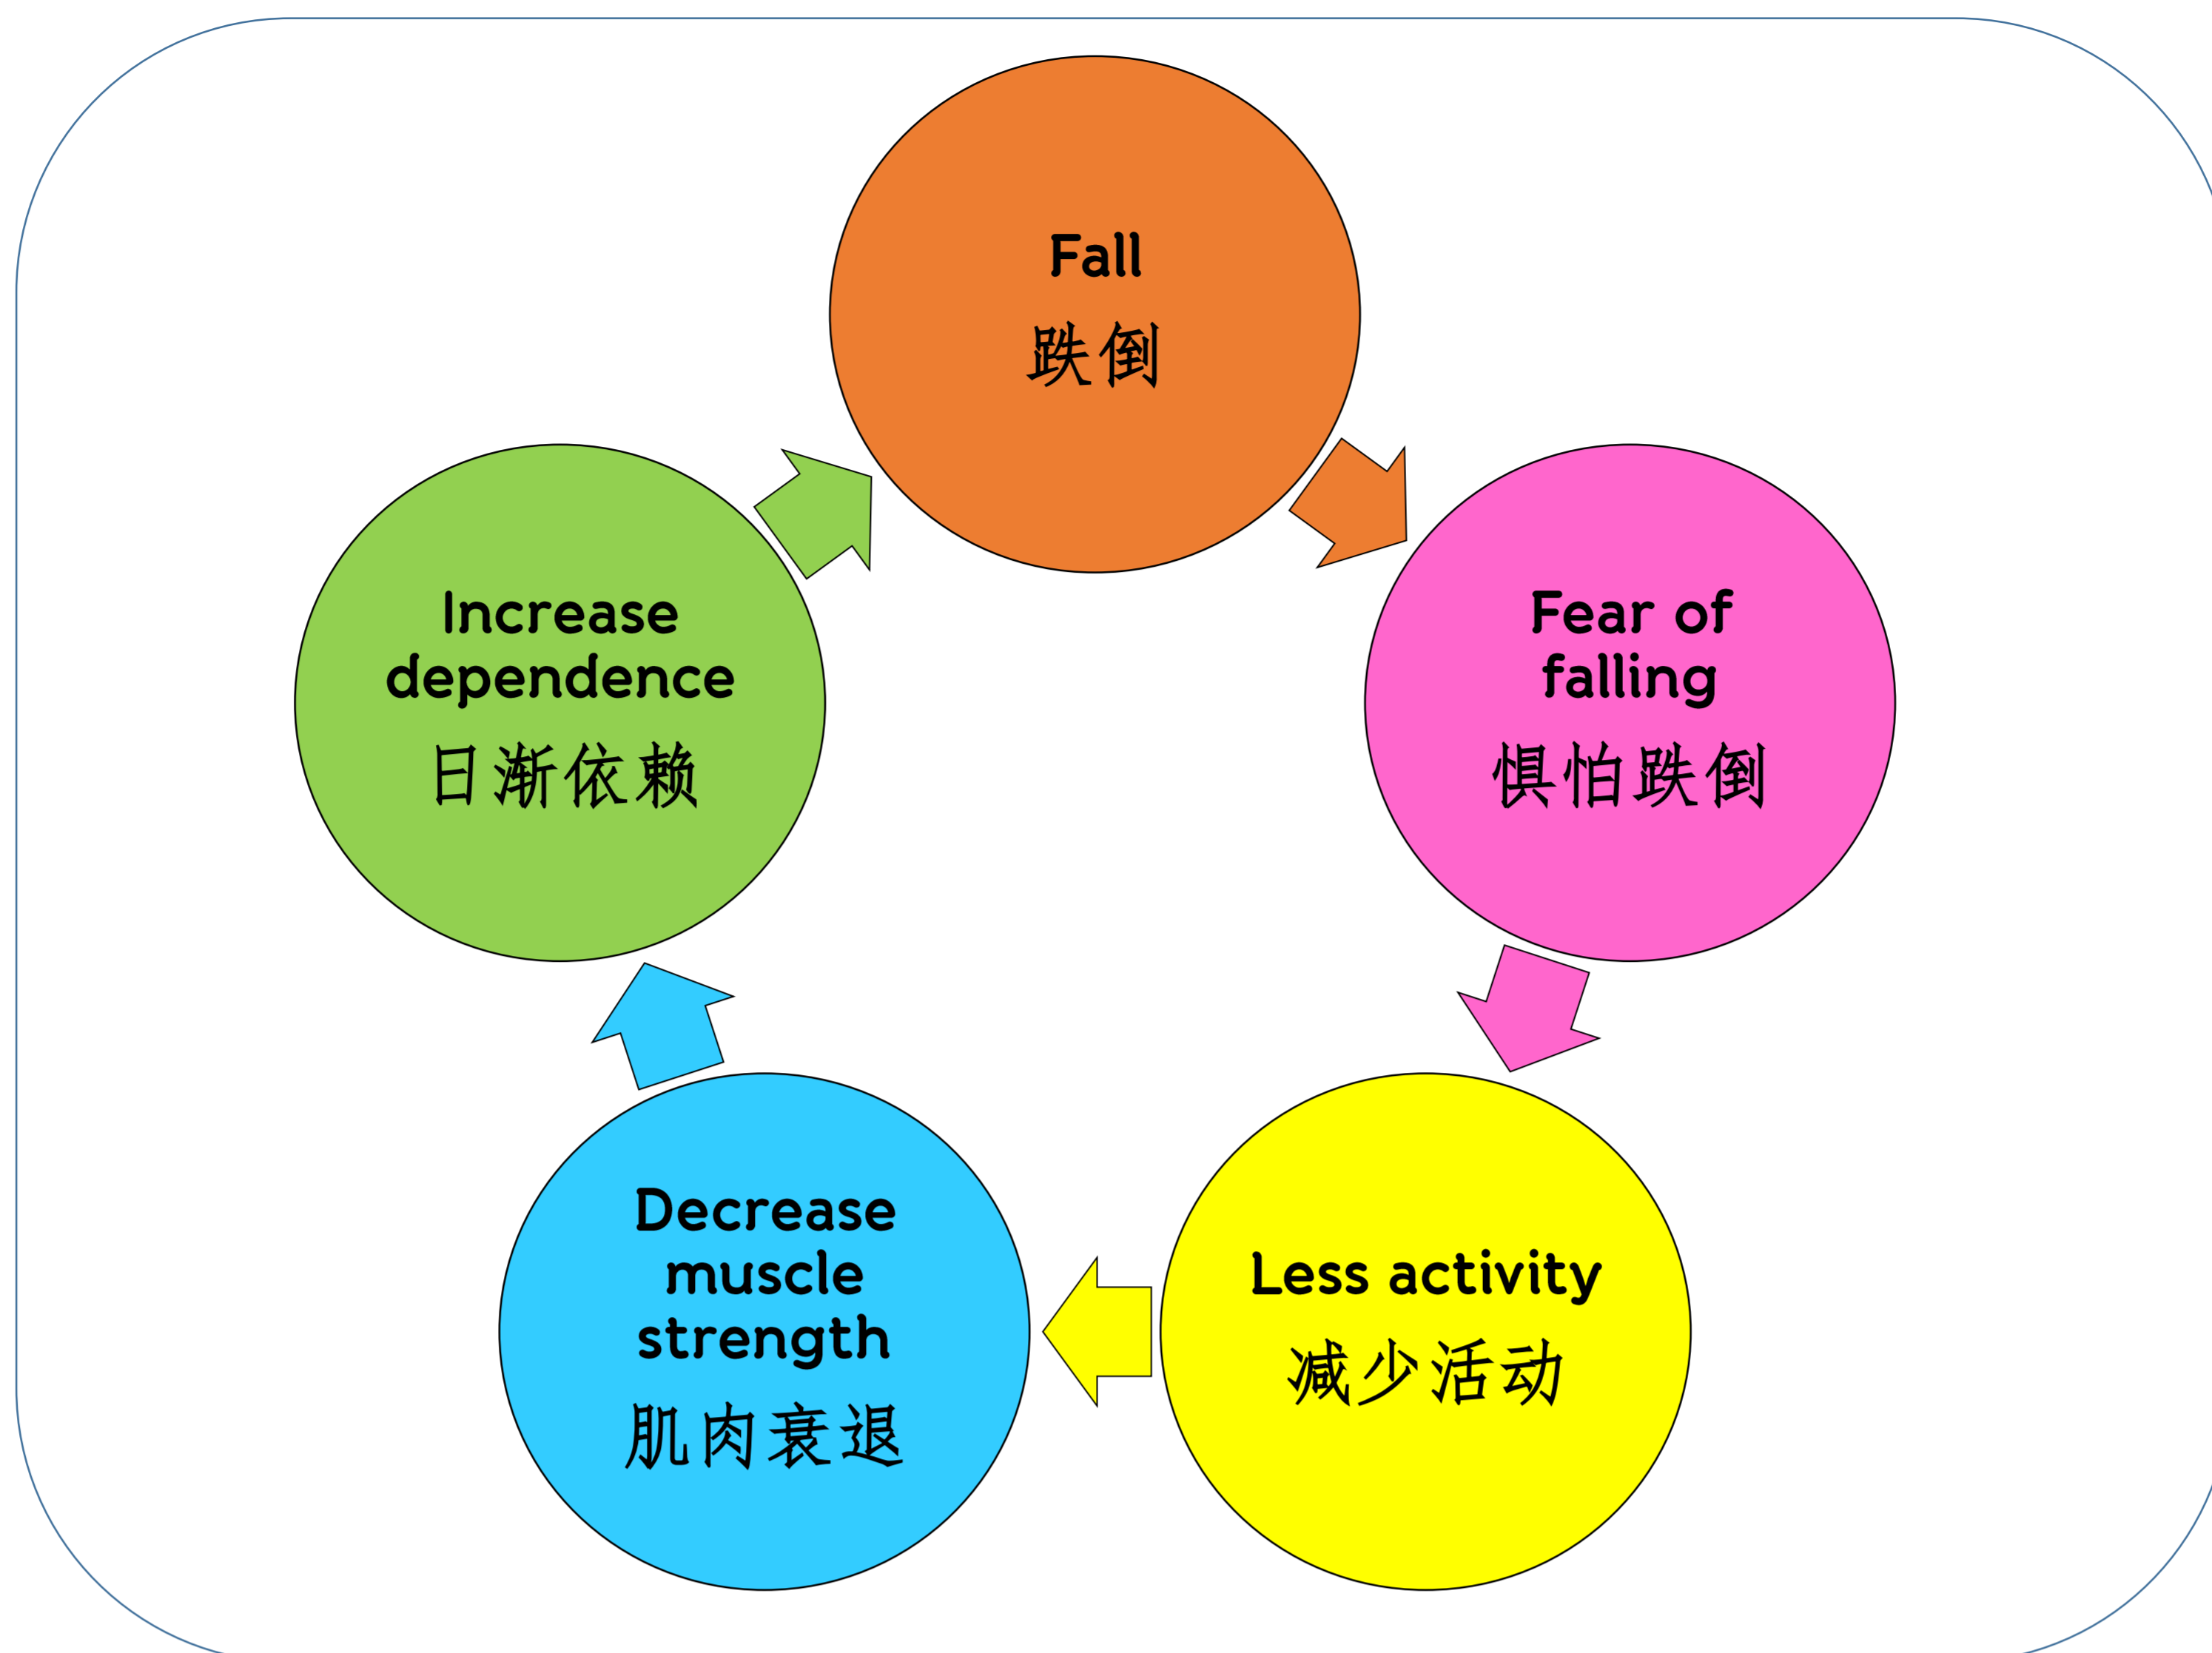 Fall
跌倒
Fear of
falling
惧怕跌倒
Less activity
减少活动
Decrease
muscle
strength
肌肉衰退
Increase
dependence
日渐依赖